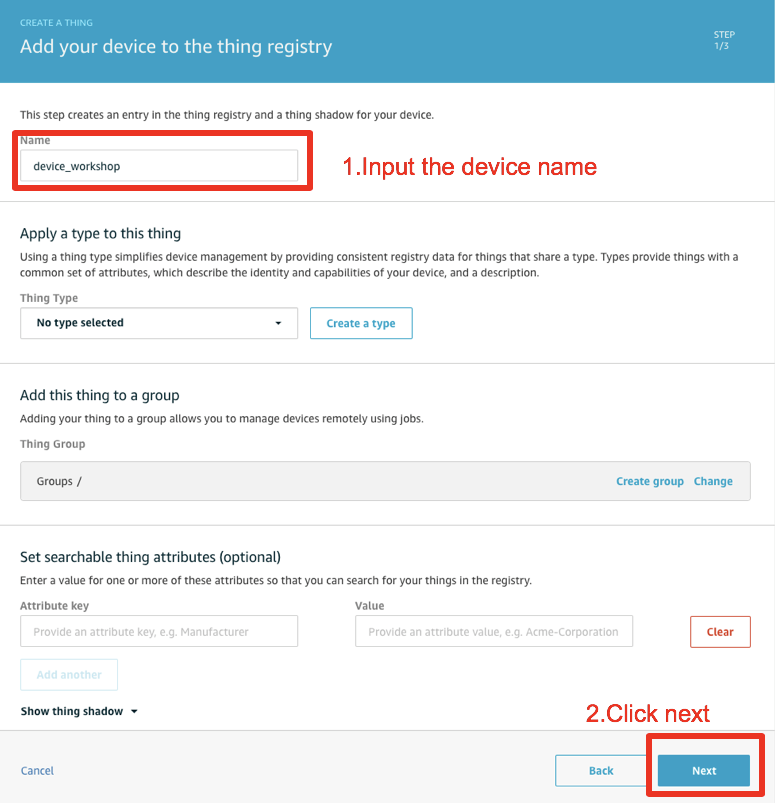 CREATE A THING
Add your device to the thing registry
STEP
1/3
This step creates an entry in the thing registry and a thing shadow for your device.
Name
device_workshop
1.Input the device name
Apply a type to this thing
Using a thing type simplifies device management by providing consistent registry data for things that share a type. Types provide things with a
common set of attributes, which describe the identity and capabilities of your device, and a description.
Thing Type
No type selected
Create a type
Add this thing to a group
Adding your thing to a group allows you to manage devices remotely using jobs.
Thing Group
Groups /
Create group
Change
Set searchable thing attributes (optional)
Enter a value for one or more of these attributes so that you can search for your things in the registry.
Attribute key
Value
Provide an attribute key, e.g. Manufacturer
Provide an attribute value, e.g. Acme-Corporation
Clear
Add another
Show thing shadow
2.Click next
Cancel
Back
Next